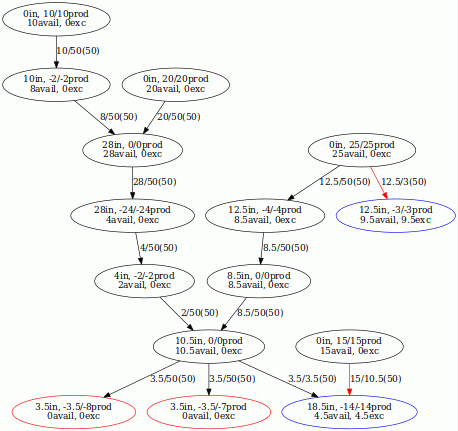 0in, 10/10prod
10avail, 0exc
10/50(50)
10in, -2/-2prod
8avail, 0exc
0in, 20/20prod
20avail, 0exc
8/50(50)
20/50(50)
28in, 0/0prod
28avail, 0exc
0in, 25/25prod
25avail, 0exc
28/50(50)
12.5/50(50)
12.5/3(50)
28in, -24/-24prod
4avail, 0exc
12.5in, -4/-4prod
8.5avail, 0exc
12.5in, -3/-3prod
9.5avail, 9.5exc
4/50(50)
8.5/50(50)
4in, -2/-2prod
2avail, 0exc
8.5in, 0/0prod
8.5avail, 0exc
2/50(50)
8.5/50(50)
10.5in, 0/0prod
10.5avail, 0exc
0in, 15/15prod
15avail, 0exc
3.5/50(50)
3.5/50(50)
3.5/3.5(50)
15/10.5(50)
3.5in, -3.5/-8prod
0avail, 0exc
3.5in, -3.5/-7prod
0avail, 0exc
18.5in, -14/-14prod
4.5avail, 4.5exc